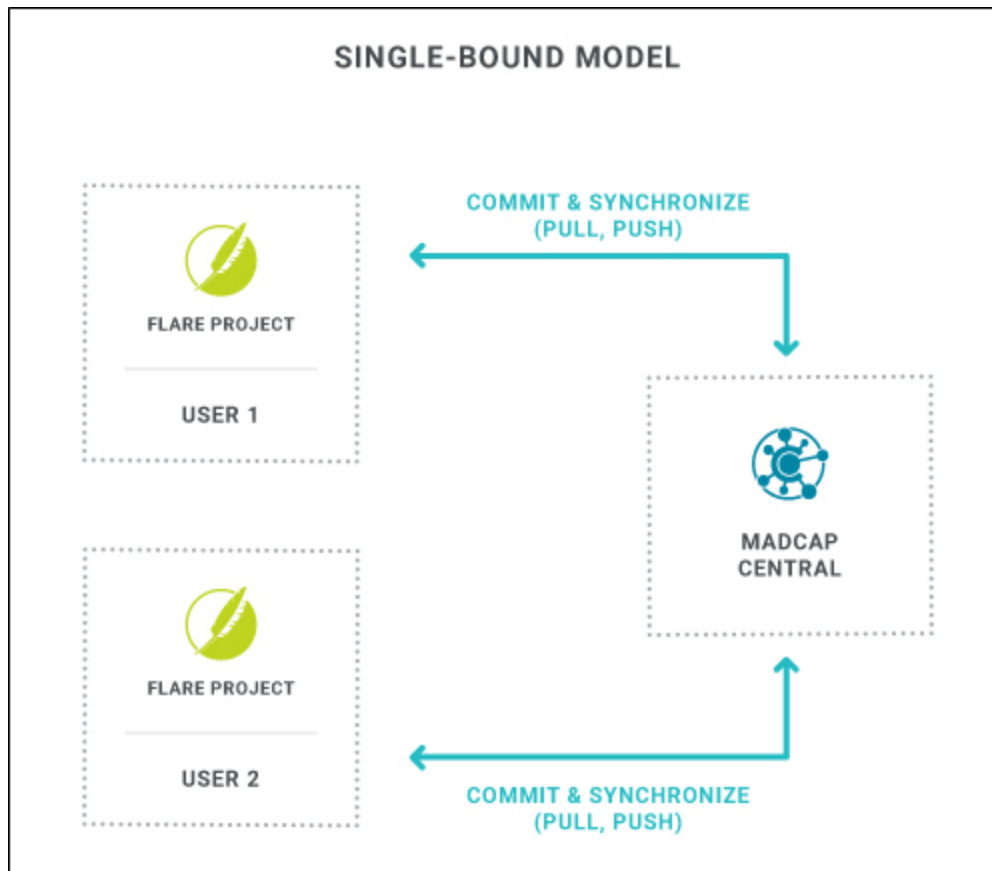 SINGLE-BOUND MODEL
COMMIT & SYNCHRONIZE
(PULL, PUSH)
FLARE PROJECT
USER 1
MADCAP
CENTRAL
FLARE PROJECT
USER 2
COMMIT & SYNCHRONIZE
(PULL, PUSH)